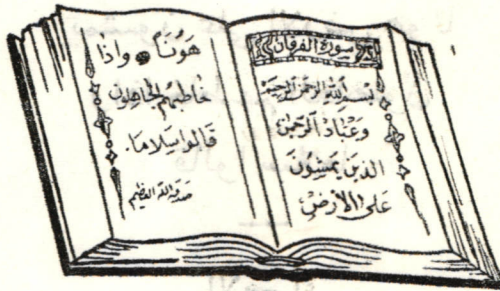 سورة الفرقان
بسم الله الرحمن الرحيم
وعباد الرحمن
الذين يمشون
على الأرض
هوناً واذا
خاطبهم الجاهلون
قالوا سلاما.
صدق الله العظيم